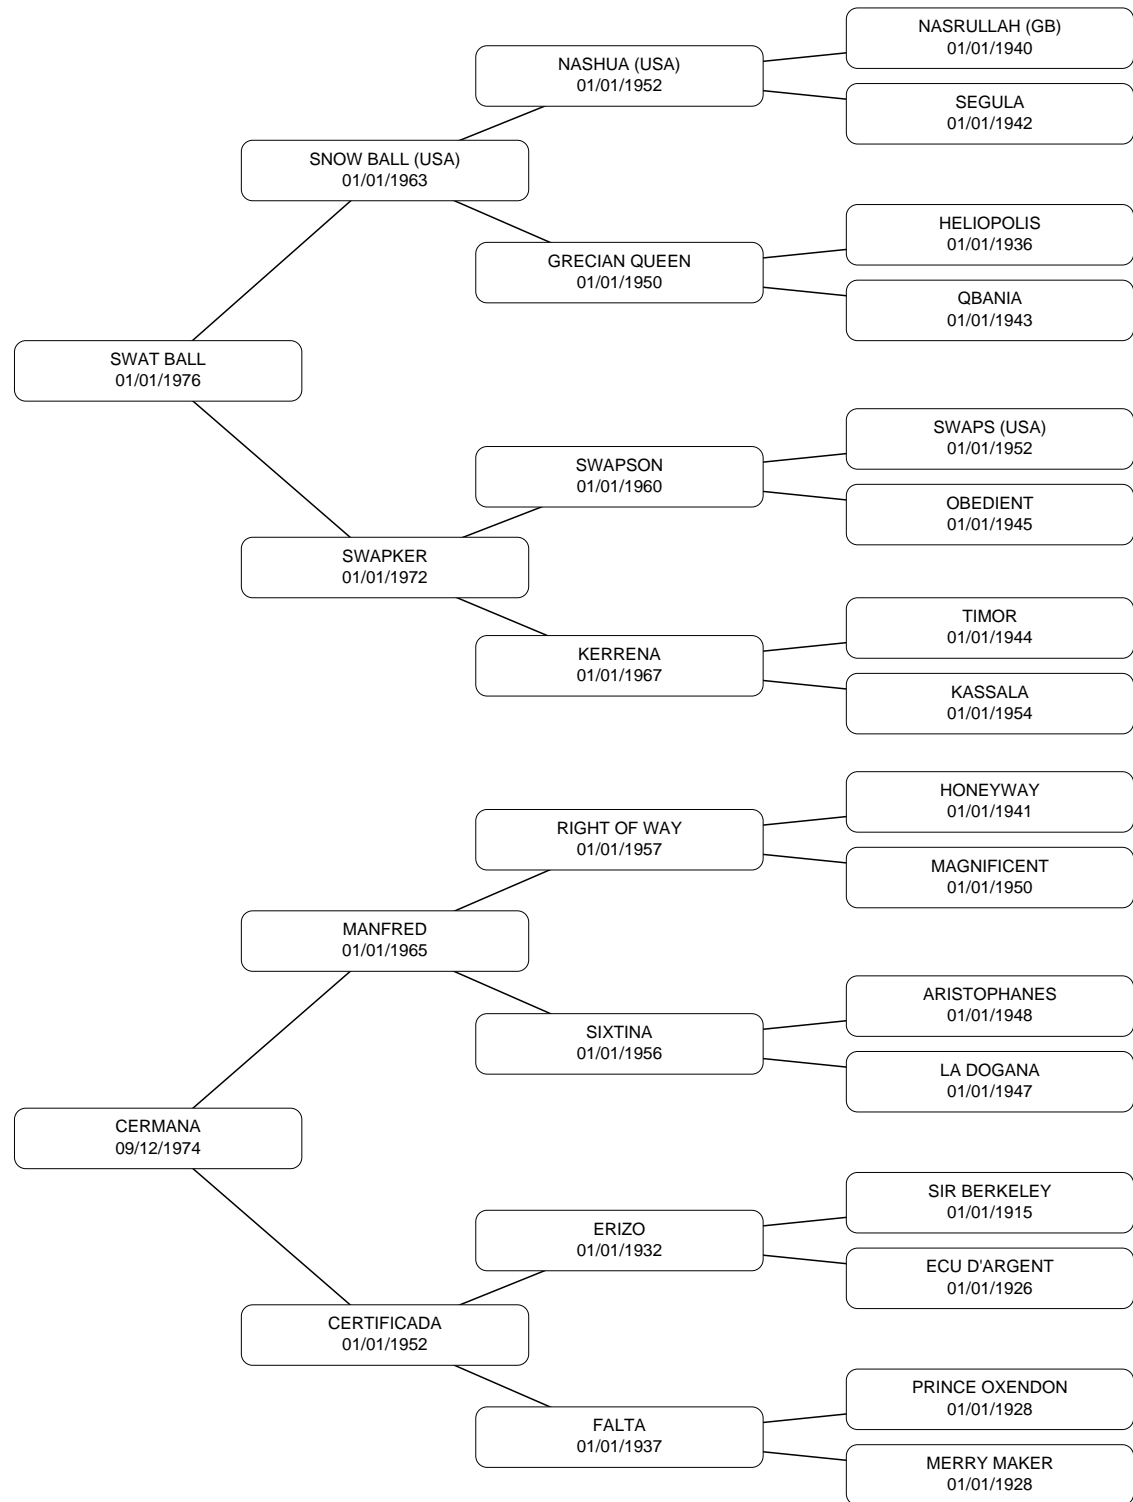 NASRULLAH (GB)
01/01/1940
NASHUA (USA)
01/01/1952
SEGULA
01/01/1942
SNOW BALL (USA)
01/01/1963
HELIOPOLIS
01/01/1936
GRECIAN QUEEN
01/01/1950
QBANIA
01/01/1943
SWAT BALL
01/01/1976
SWAPS (USA)
01/01/1952
SWAPSON
01/01/1960
OBEDIENT
01/01/1945
SWAPKER
01/01/1972
TIMOR
01/01/1944
KERRENA
01/01/1967
KASSALA
01/01/1954
HONEYWAY
01/01/1941
RIGHT OF WAY
01/01/1957
MAGNIFICENT
01/01/1950
MANFRED
01/01/1965
ARISTOPHANES
01/01/1948
SIXTINA
01/01/1956
LA DOGANA
01/01/1947
CERMANA
09/12/1974
SIR BERKELEY
01/01/1915
ERIZO
01/01/1932
ECU D'ARGENT
01/01/1926
CERTIFICADA
01/01/1952
PRINCE OXENDON
01/01/1928
FALTA
01/01/1937
MERRY MAKER
01/01/1928